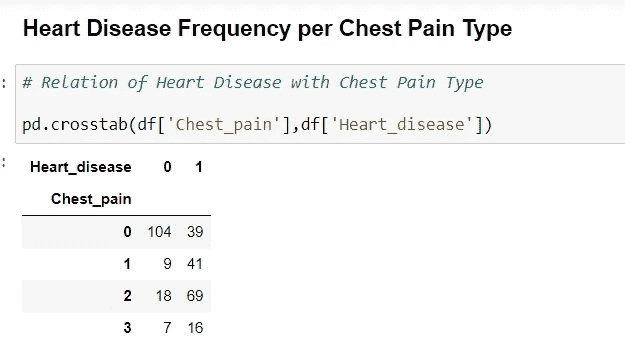 Heart Disease Frequency per Chest Pain Type
: # Relation of Heart Disease with Chest Pain Type
pd.crosstab(df['Chest_pain'],df['Heart_disease'])
: Heart_disease 0 1
Chest_pain
0 104 39
1 9 41
2 18 69
3 7 16